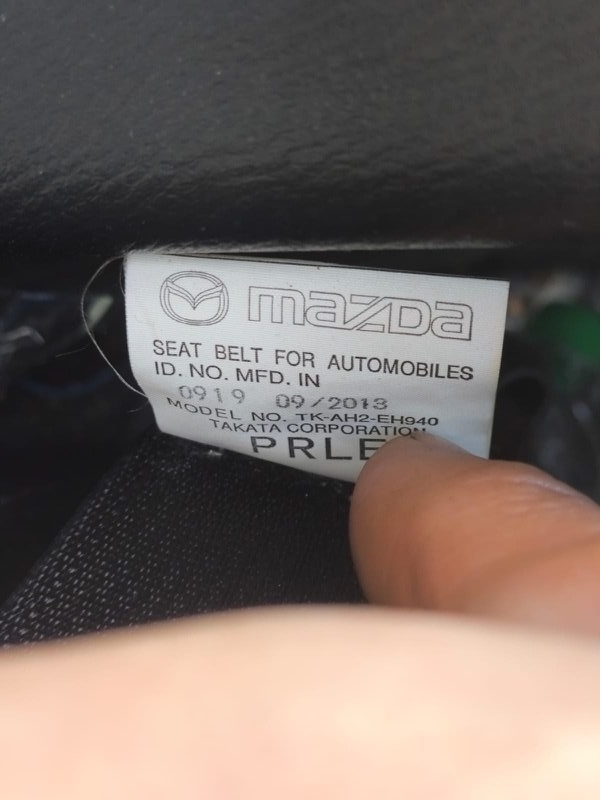 mazda
SEAT BELT FOR AUTOMOBILES
ID. NO. MFD. IN
0919 09/2013
MODEL NO. TK-AH2-EH940
TAKATA CORPORATION
PRLE